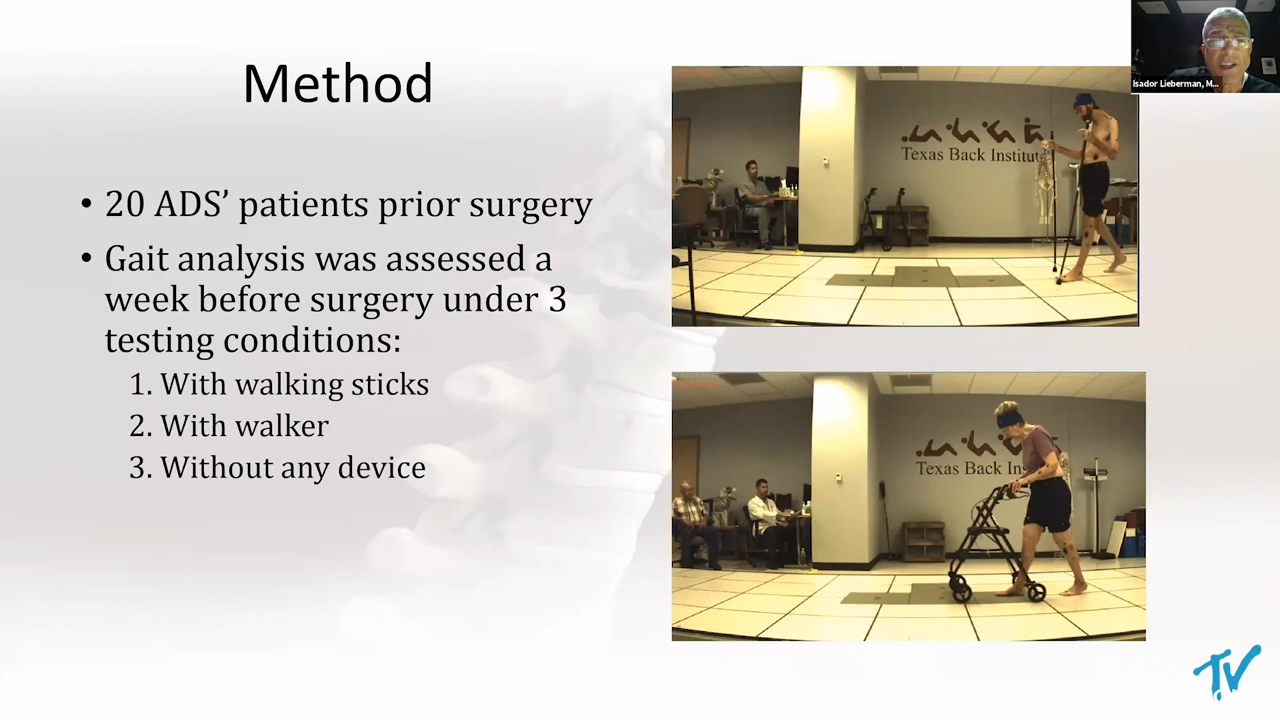 Method
• 20 ADS’ patients prior surgery
• Gait analysis was assessed a
week before surgery under 3
testing conditions:
1. With walking sticks
2. With walker
3. Without any device
Texas Back Institute
Texas Back Ins
Isador Lieberman, M...
TV